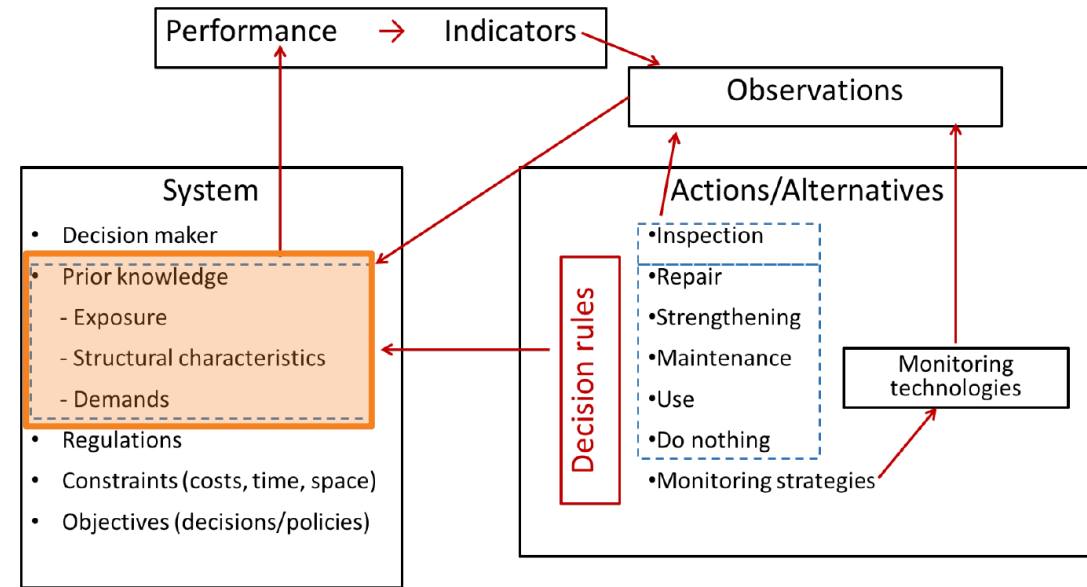 Performance → Indicators
Observations
System
• Decision maker
• Prior knowledge
- Exposure
- Structural characteristics
- Demands
• Regulations
• Constraints (costs, time, space)
• Objectives (decisions/policies)
Actions/Alternatives
Decision rules
•Inspection
•Repair
•Strengthening
•Maintenance
•Use
•Do nothing
•Monitoring strategies
Monitoring
technologies